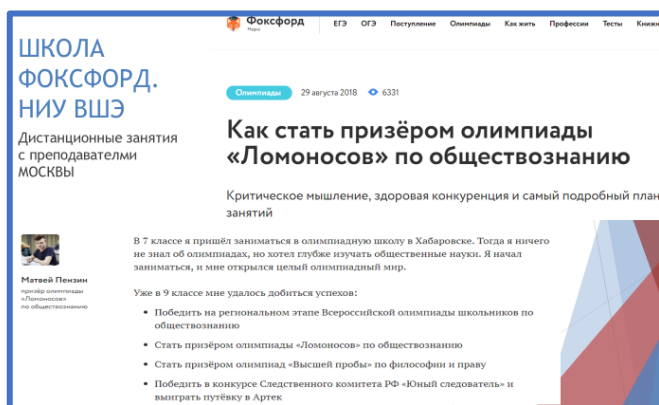 ШКОЛА
ФОКСФОРД.
НИУ ВШЭ
Дистанционные занятия
с преподавателми
МОСКВЫ
Фоксфорд
Медиа
ЕГЭ ОГЭ Поступление Олимпиады Как жить Профессии Тесты
Олимпиады 29 августа 2018 6331
Как стать призёром олимпиады
«Ломоносов» по обществознанию
Критическое мышление, здоровая конкуренция и самый подробный план
занятий
Матвей Пензин
призёр олимпиады
«Ломоносов»
по обществознанию
В 7 классе я пришёл заниматься в олимпиадную школу в Хабаровске. Тогда я ничего
не знал об олимпиадах, но хотел глубже изучать общественные науки. Я начал
заниматься, и мне открылся целый олимпиадный мир.
Уже в 9 классе мне удалось добиться успехов:
• Победить на региональном этапе Всероссийской олимпиады школьников по
обществознанию
• Стать призёром олимпиады «Ломоносов» по обществознанию
• Стать призёром олимпиад «Высшей пробы» по философии и праву
• Победить в конкурсе Следственного комитета РФ «Юный следователь» и
выиграть путёвку в Артек